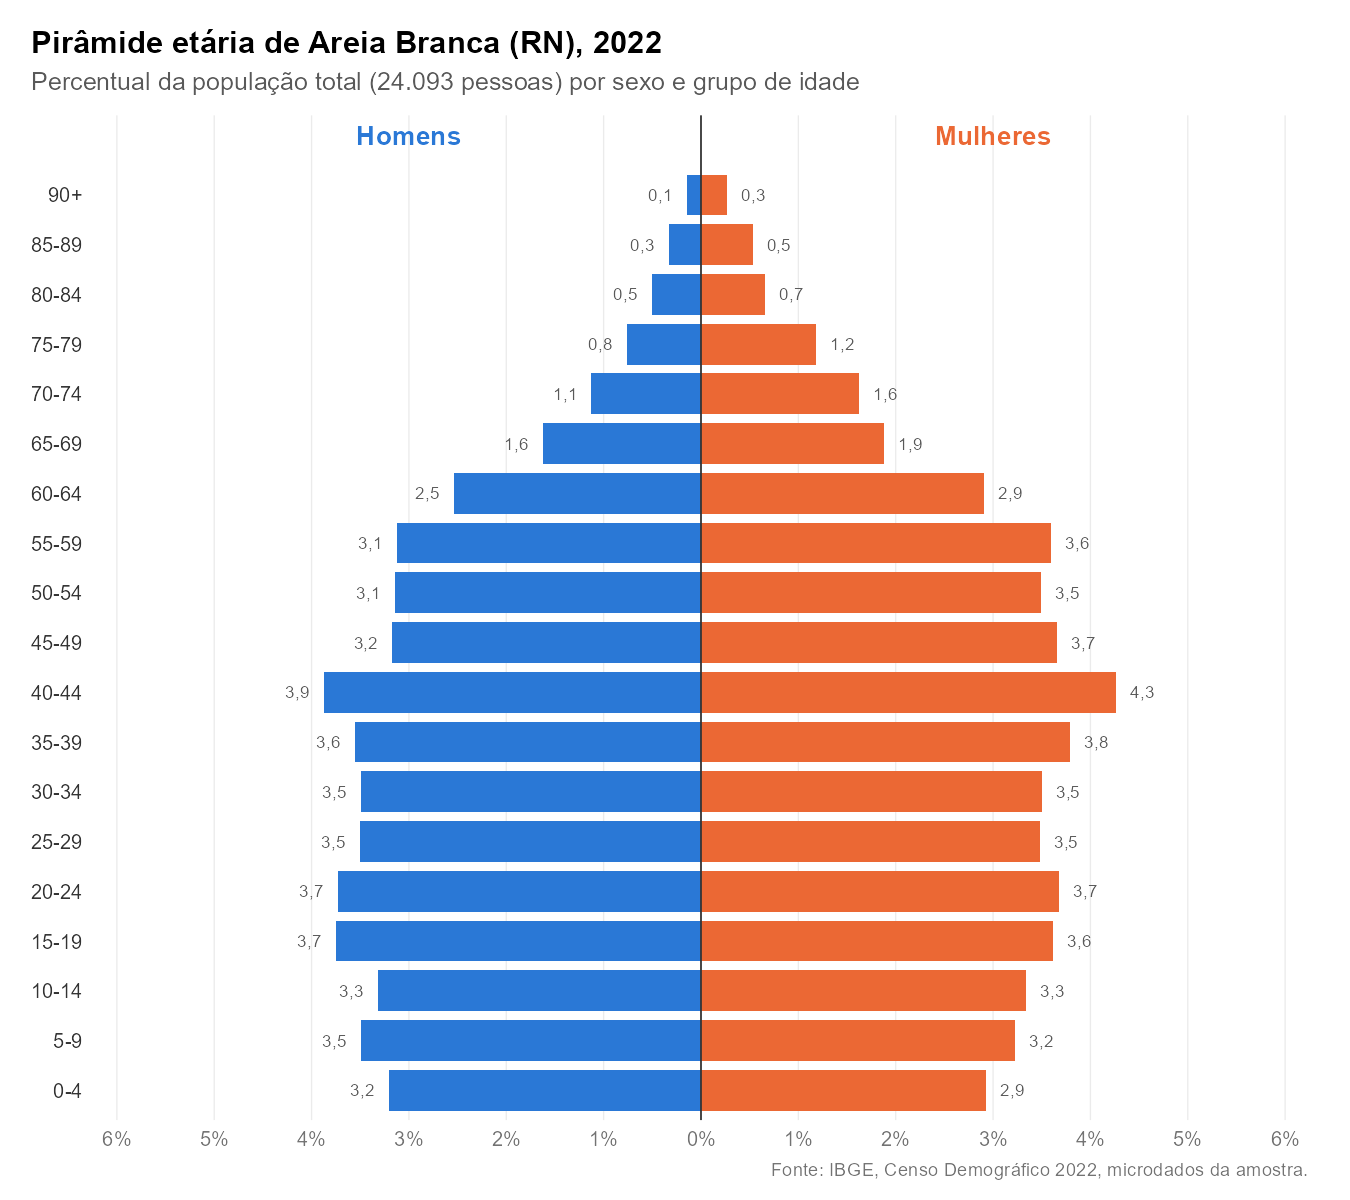 Pirâmide etária de Areia Branca (RN), 2022
Percentual da população total (24.093 pessoas) por sexo e grupo de idade
Homens Mulheres
90+ 0,1 0,3
85-89 0,3 0,5
80-84 0,5 0,7
75-79 0,8 1,2
70-74 1,1 1,6
65-69 1,6 1,9
60-64 2,5 2,9
55-59 3,1 3,6
50-54 3,1 3,5
45-49 3,2 3,7
40-44 3,9 4,3
35-39 3,6 3,8
30-34 3,5 3,5
25-29 3,5 3,5
20-24 3,7 3,7
15-19 3,7 3,6
10-14 3,3 3,3
5-9 3,5 3,2
0-4 3,2 2,9
6% 5% 4% 3% 2% 1% 0% 1% 2% 3% 4% 5% 6%
Fonte: IBGE, Censo Demográfico 2022, microdados da amostra.